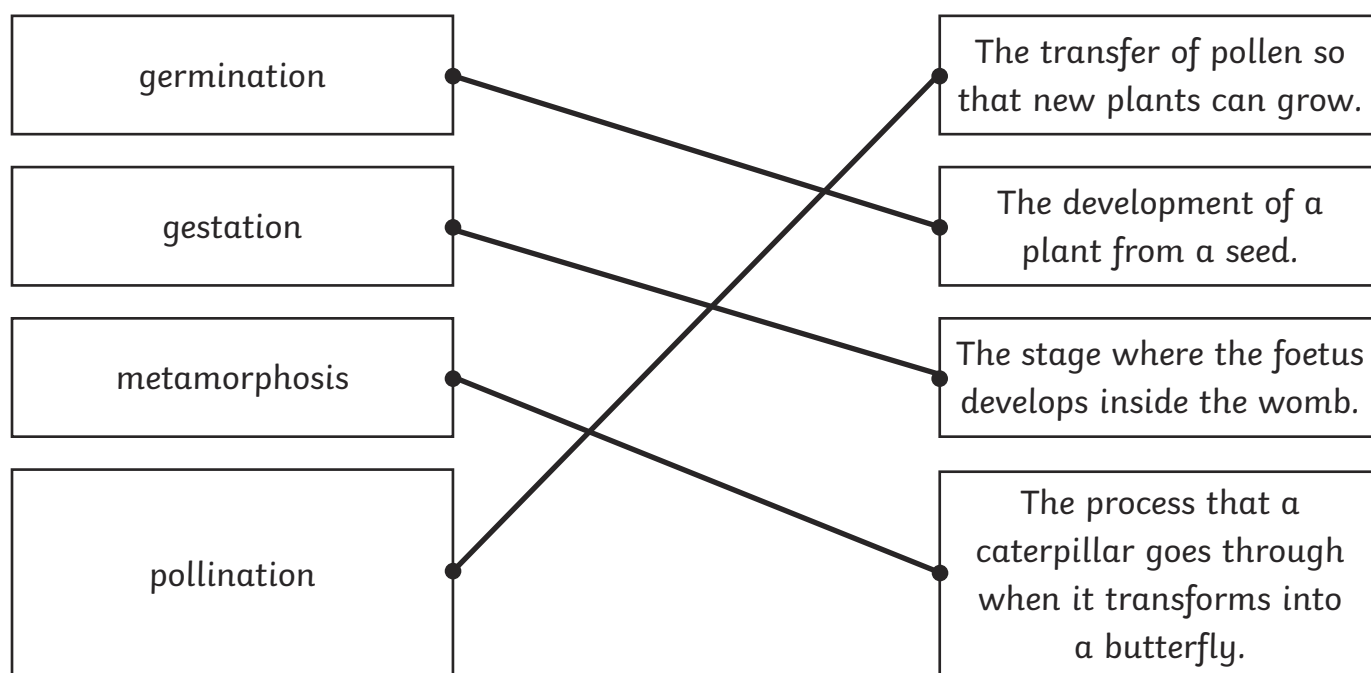 germination
The transfer of pollen so
that new plants can grow.
gestation
The development of a
plant from a seed.
metamorphosis
The stage where the foetus
develops inside the womb.
pollination
The process that a
caterpillar goes through
when it transforms into
a butterfly.